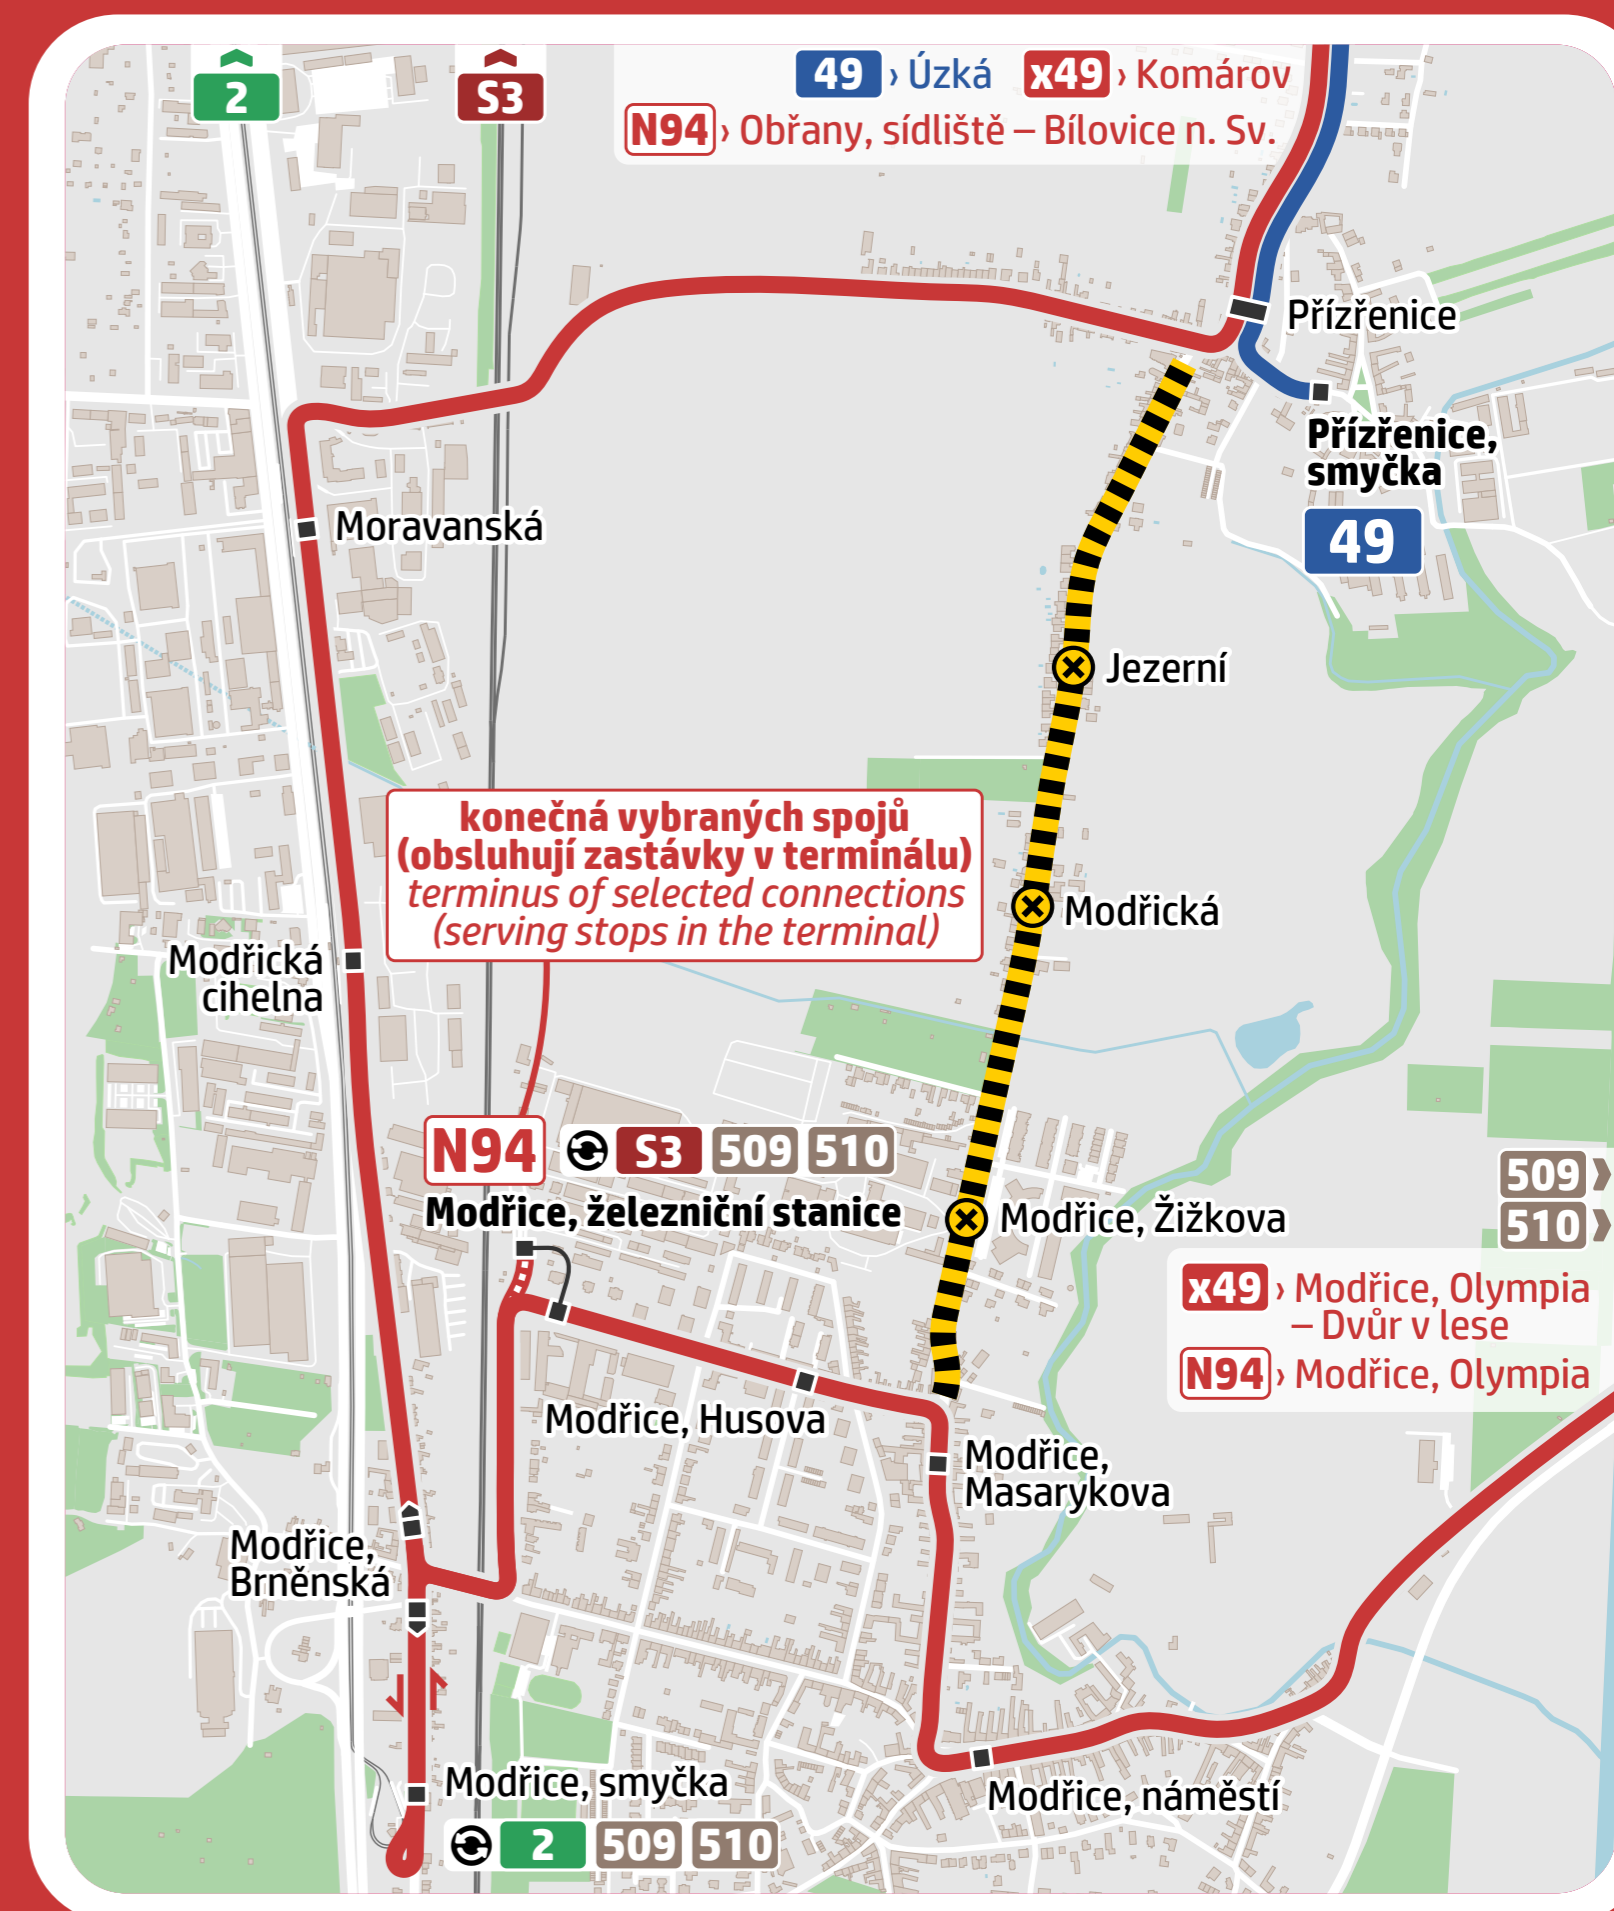 2
S3
49 › Úzká x49 › Komárov
N94 › Obřany, sídliště – Bílovice n. Sv.
Přízřenice
Přízřenice,
smyčka
49
Moravanská
Jezerní
konečná vybraných spojů
(obsluhují zastávky v terminálu)
terminus of selected connections
(serving stops in the terminal)
Modřická
Modřická
cihelna
N94 S3 509 510
Modřice, železniční stanice
Modřice, Žižkova
509 ›
510 ›
x49 › Modřice, Olympia
– Dvůr v lese
N94 › Modřice, Olympia
Modřice, Husova
Modřice,
Masarykova
Modřice,
Brněnská
Modřice, smyčka
2 509 510
Modřice, náměstí